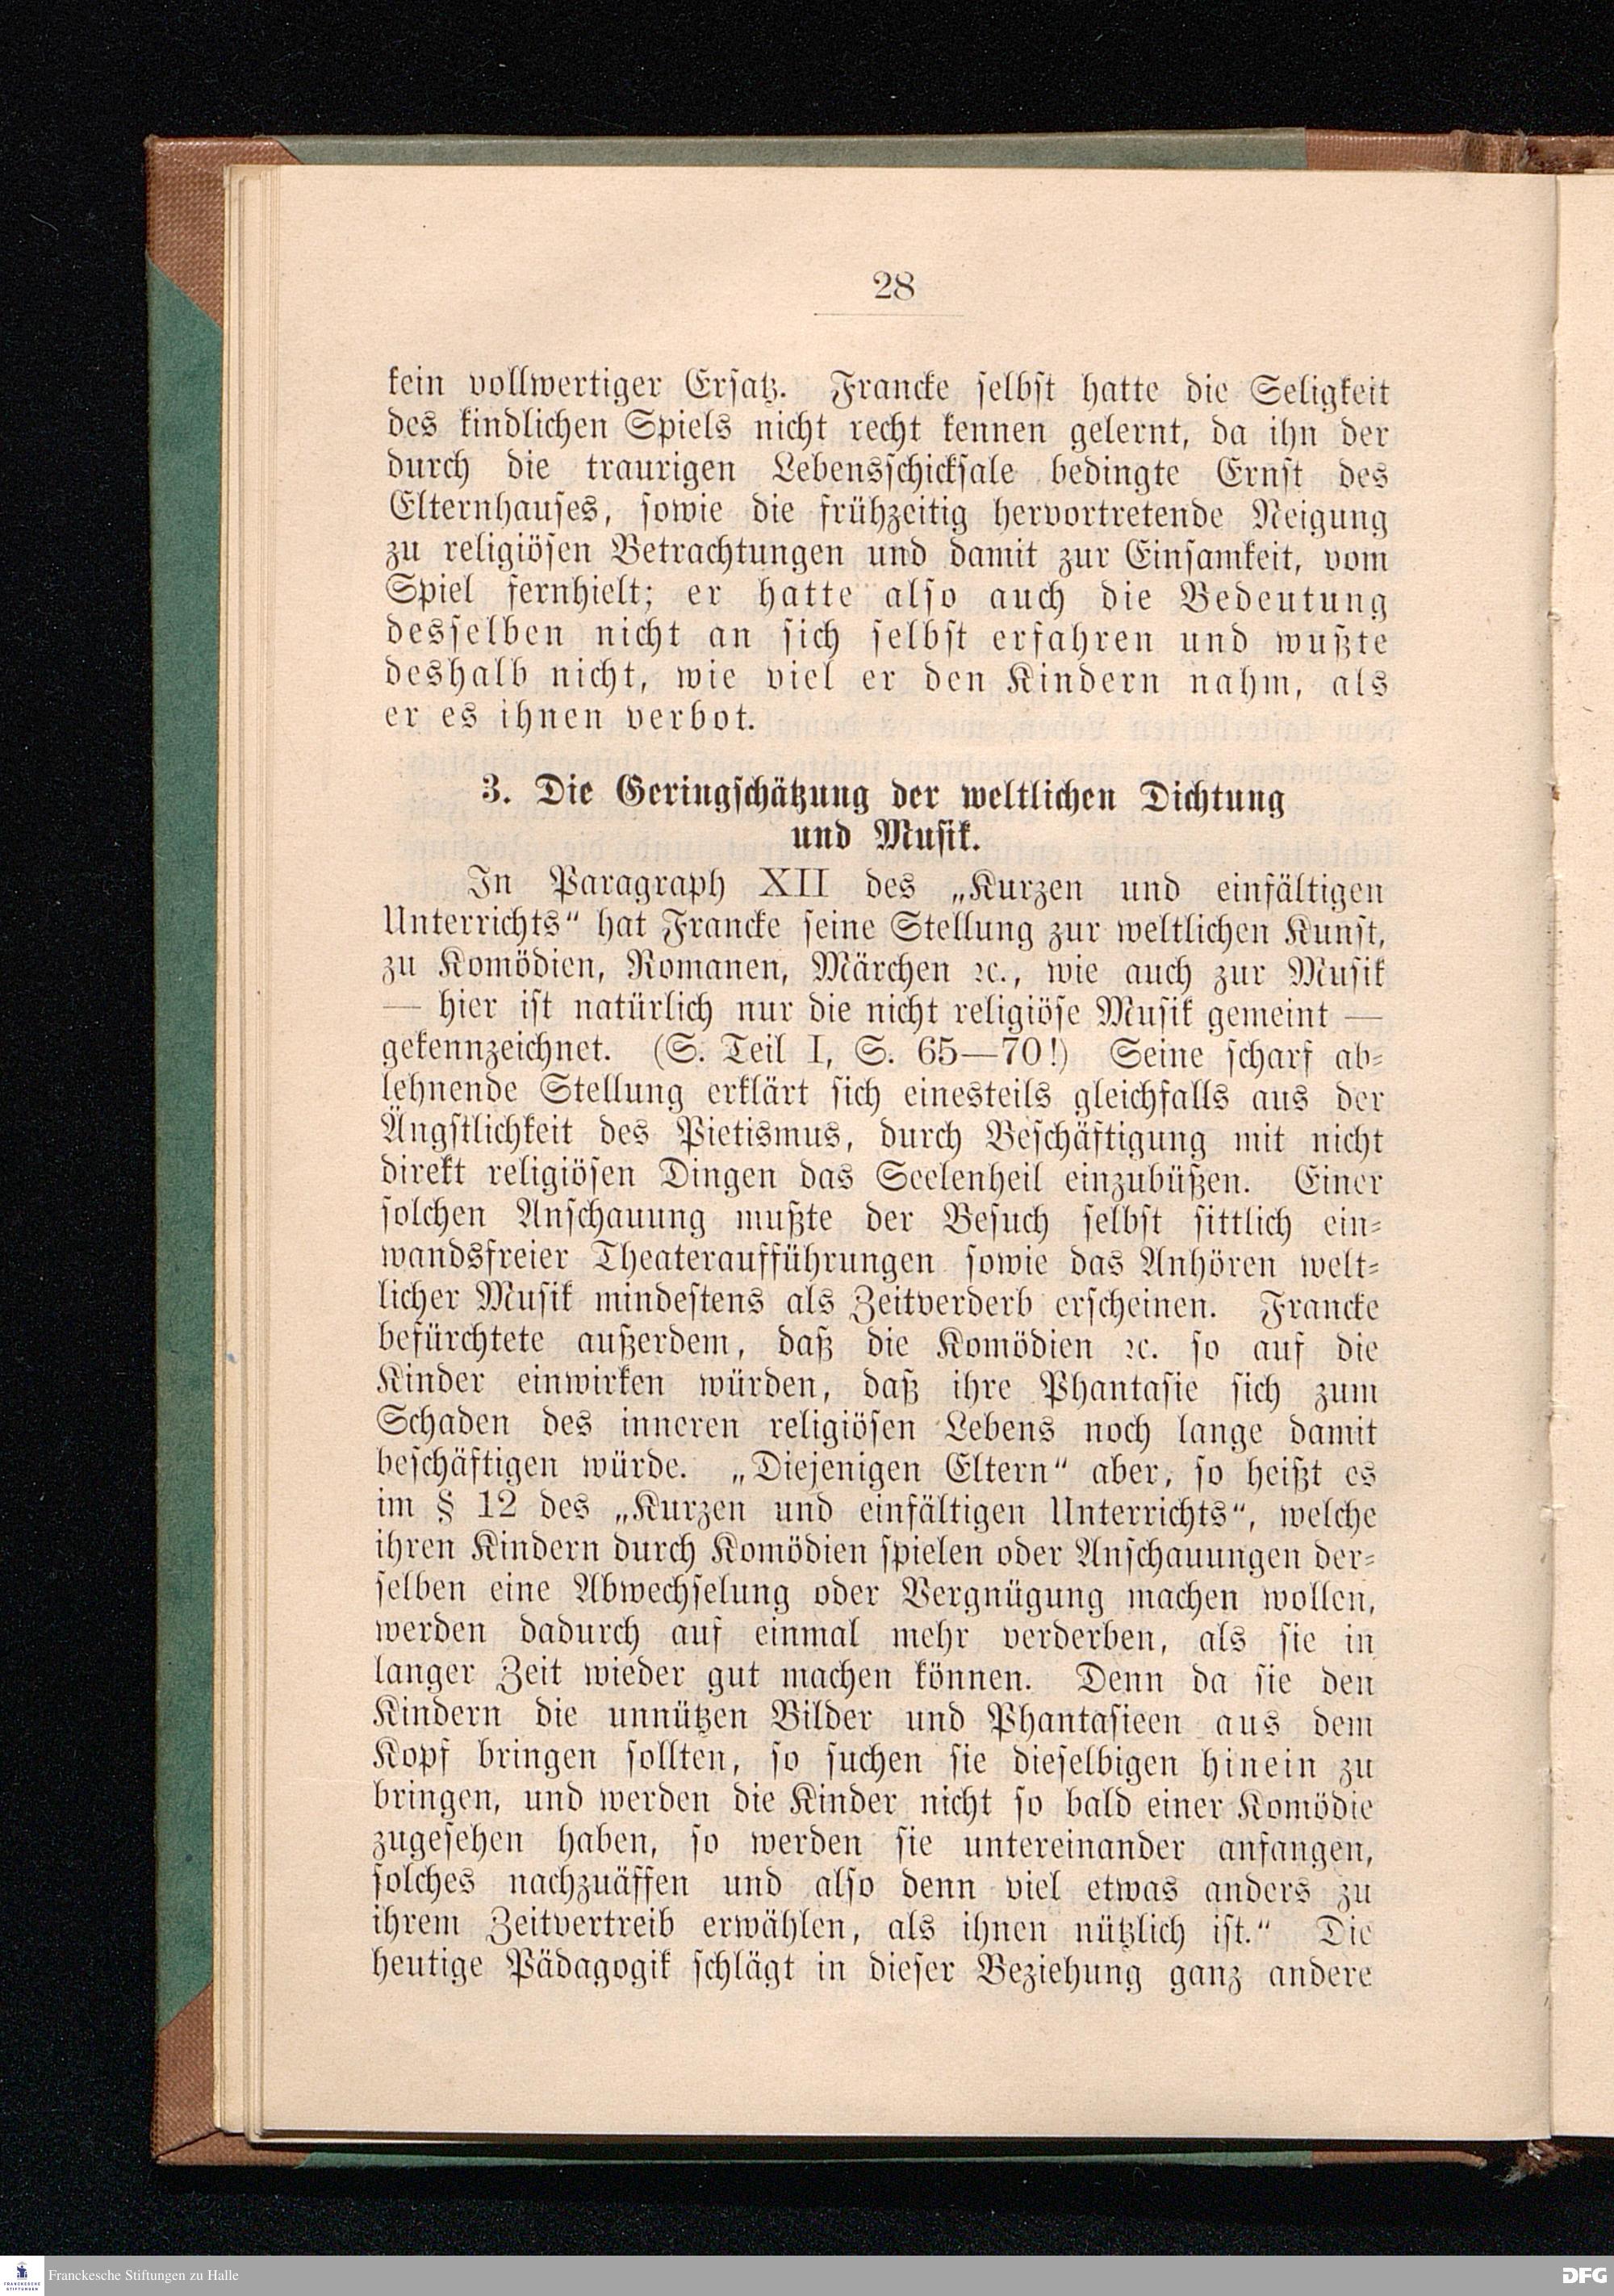 28
kein vollwertiger Ersatz. Francke selbst hatte die Seligkeit
des kindlichen Spiels nicht recht kennen gelernt, da ihn der
durch die traurigen Lebensschicksale bedingte Ernst des
Elternhauses, sowie die frühzeitig hervortretende Neigung
zu religiösen Betrachtungen und damit zur Einsamkeit, vom
Spiel fernhielt; er hatte also auch die Bedeutung
desselben nicht an sich selbst erfahren und wußte
deshalb nicht, wie viel er den Kindern nahm, als
er es ihnen verbot.
3. Die Geringschätzung der weltlichen Dichtung
und Musik.
In Paragraph XII des „Kurzen und einfältigen
Unterrichts“ hat Francke seine Stellung zur weltlichen Kunst,
zu Komödien, Romanen, Märchen ꝛc., wie auch zur Musik
— hier ist natürlich nur die nicht religiöse Musik gemeint —
gekennzeichnet. (S. Teil I, S. 65—70!) Seine scharf ab-
lehnende Stellung erklärt sich einesteils gleichfalls aus der
Ängstlichkeit des Pietismus, durch Beschäftigung mit nicht
direkt religiösen Dingen das Seelenheil einzubüßen. Einer
solchen Anschauung mußte der Besuch selbst sittlich ein-
wandsfreier Theateraufführungen sowie das Anhören welt-
licher Musik mindestens als Zeitverderb erscheinen. Francke
befürchtete außerdem, daß die Komödien ꝛc. so auf die
Kinder einwirken würden, daß ihre Phantasie sich zum
Schaden des inneren religiösen Lebens noch lange damit
beschäftigen würde. „Diejenigen Eltern“ aber, so heißt es
im § 12 des „Kurzen und einfältigen Unterrichts“, welche
ihren Kindern durch Komödien spielen oder Anschauungen der-
selben eine Abwechselung oder Vergnügung machen wollen,
werden dadurch auf einmal mehr verderben, als sie in
langer Zeit wieder gut machen können. Denn da sie den
Kindern die unnützen Bilder und Phantasieen aus dem
Kopf bringen sollten, so suchen sie dieselbigen hinein zu
bringen, und werden die Kinder nicht so bald einer Komödie
zugesehen haben, so werden sie untereinander anfangen,
solches nachzuäffen und also denn viel etwas anders zu
ihrem Zeitvertreib erwählen, als ihnen nützlich ist.“ Die
heutige Pädagogik schlägt in dieser Beziehung ganz andere
FRANCKESCHE
STIFTUNGEN
Franckesche Stiftungen zu Halle
DFG